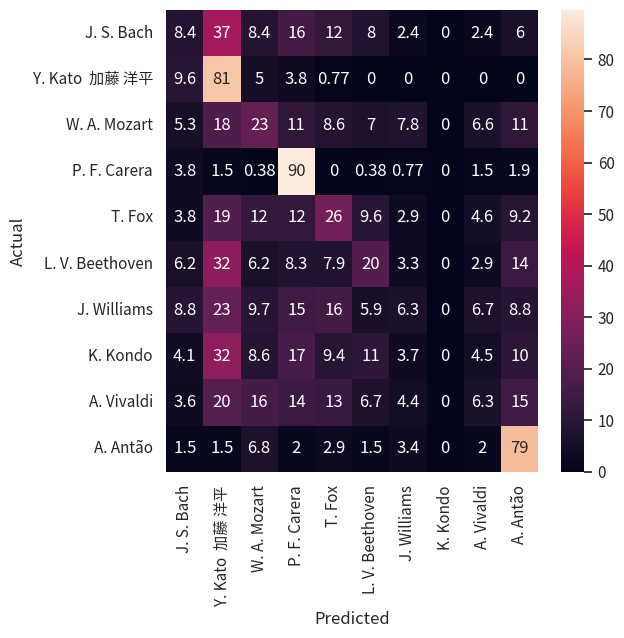 J. S. Bach 8.4 37 8.4 16 12 8 2.4 0 2.4 6
Y. Kato 加藤 洋平 9.6 81 5 3.8 0.77 0 0 0 0 0
W. A. Mozart 5.3 18 23 11 8.6 7 7.8 0 6.6 11
P. F. Carera 3.8 1.5 0.38 90 0 0.38 0.77 0 1.5 1.9
T. Fox 3.8 19 12 12 26 9.6 2.9 0 4.6 9.2
L. V. Beethoven 6.2 32 6.2 8.3 7.9 20 3.3 0 2.9 14
J. Williams 8.8 23 9.7 15 16 5.9 6.3 0 6.7 8.8
K. Kondo 4.1 32 8.6 17 9.4 11 3.7 0 4.5 10
A. Vivaldi 3.6 20 16 14 13 6.7 4.4 0 6.3 15
A. Antão 1.5 1.5 6.8 2 2.9 1.5 3.4 0 2 79
Actual
J. S. Bach
Y. Kato 加藤 洋平
W. A. Mozart
P. F. Carera
T. Fox
L. V. Beethoven
J. Williams
K. Kondo
A. Vivaldi
A. Antão
Predicted
80
70
60
50
40
30
20
10
0